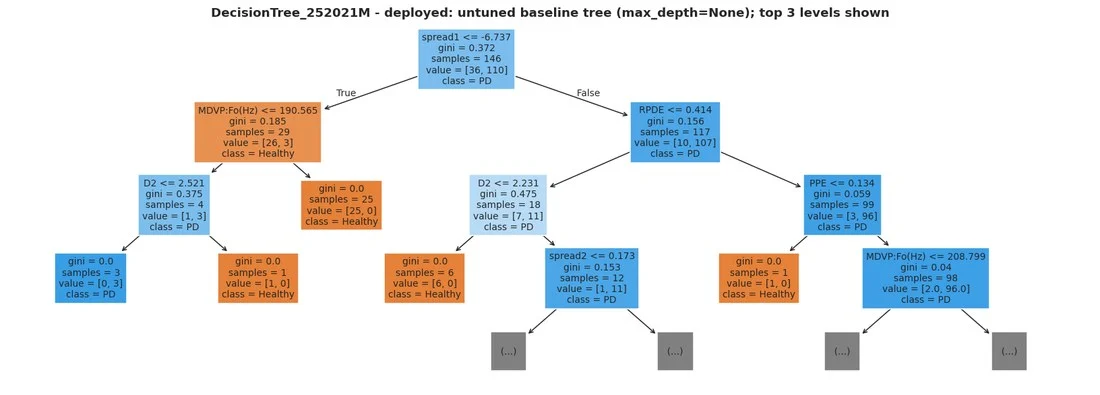 DecisionTree_252021M - deployed: untuned baseline tree (max_depth=None); top 3 levels shown
spread1 <= -6.737
gini = 0.372
samples = 146
value = [36, 110]
class = PD
True
False
MDVP:Fo(Hz) <= 190.565
gini = 0.185
samples = 29
value = [26, 3]
class = Healthy
RPDE <= 0.414
gini = 0.156
samples = 117
value = [10, 107]
class = PD
D2 <= 2.521
gini = 0.375
samples = 4
value = [1, 3]
class = PD
gini = 0.0
samples = 25
value = [25, 0]
class = Healthy
D2 <= 2.231
gini = 0.475
samples = 18
value = [7, 11]
class = PD
PPE <= 0.134
gini = 0.059
samples = 99
value = [3, 96]
class = PD
gini = 0.0
samples = 3
value = [0, 3]
class = PD
gini = 0.0
samples = 1
value = [1, 0]
class = Healthy
gini = 0.0
samples = 6
value = [6, 0]
class = Healthy
spread2 <= 0.173
gini = 0.153
samples = 12
value = [1, 11]
class = PD
gini = 0.0
samples = 1
value = [1, 0]
class = Healthy
MDVP:Fo(Hz) <= 208.799
gini = 0.04
samples = 98
value = [2.0, 96.0]
class = PD
(...)
(...)
(...)
(...)